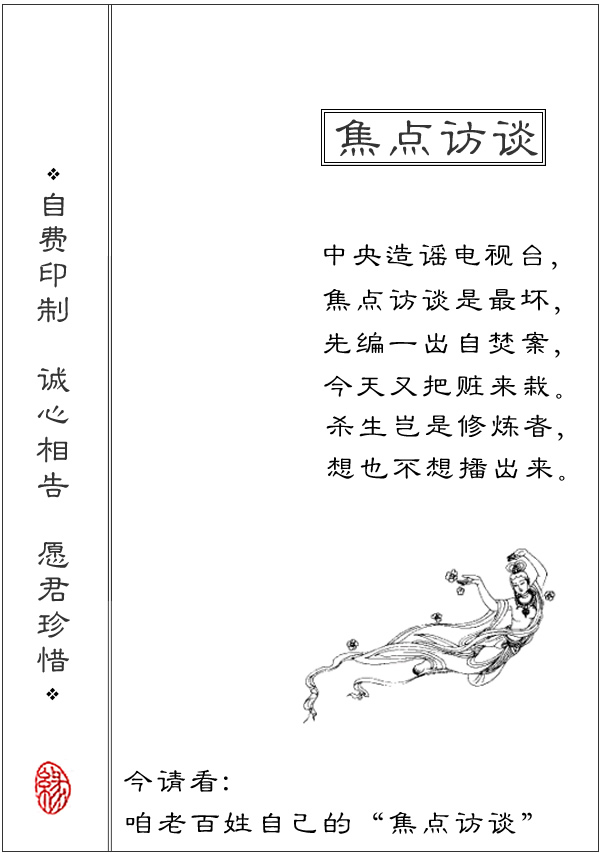 焦点访谈
中央造谣电视台，
焦点访谈是最坏，
先编一出自焚案，
今天又把赃来栽。
杀生岂是修炼者，
想也不想播出来。
❖自费印制 诚心相告 愿君珍惜❖
缘
今请看：
咱老百姓自己的“焦点访谈”